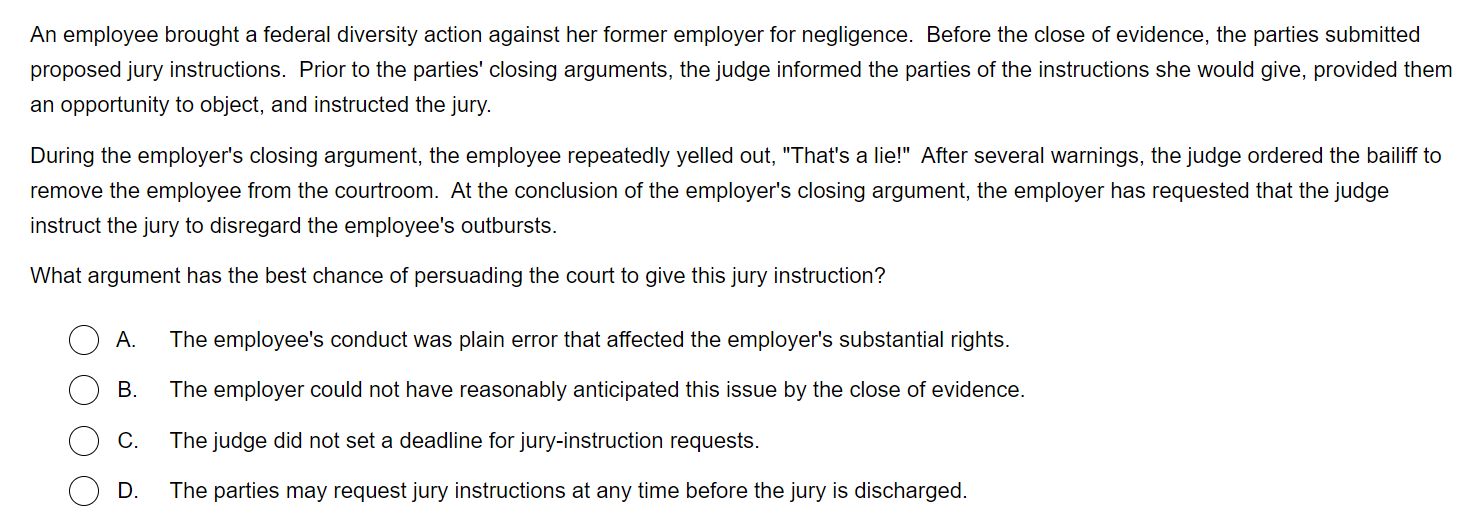 An employee brought a federal diversity action against her former employer for negligence.  Before the close of evidence, the parties submitted
proposed jury instructions.  Prior to the parties' closing arguments, the judge informed the parties of the instructions she would give, provided them
an opportunity to object, and instructed the jury.
During the employer's closing argument, the employee repeatedly yelled out, "That's a lie!"  After several warnings, the judge ordered the bailiff to
remove the employee from the courtroom.  At the conclusion of the employer's closing argument, the employer has requested that the judge
instruct the jury to disregard the employee's outbursts.
What argument has the best chance of persuading the court to give this jury instruction?
A. The employee's conduct was plain error that affected the employer's substantial rights.
B. The employer could not have reasonably anticipated this issue by the close of evidence.
C. The judge did not set a deadline for jury-instruction requests.
D. The parties may request jury instructions at any time before the jury is discharged.